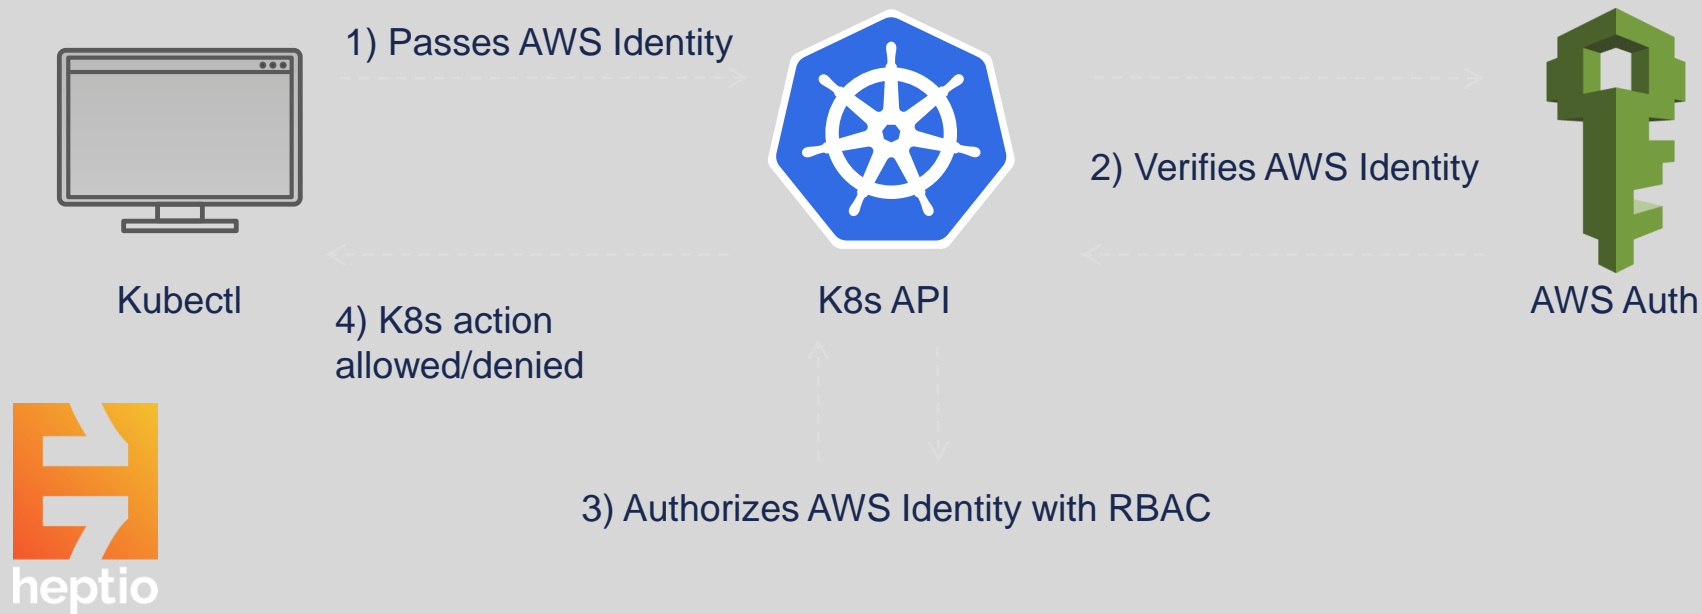 1) Passes AWS Identity
2) Verifies AWS Identity
Kubectl
K8s API
AWS Auth
4) K8s action
allowed/denied
3) Authorizes AWS Identity with RBAC
heptio